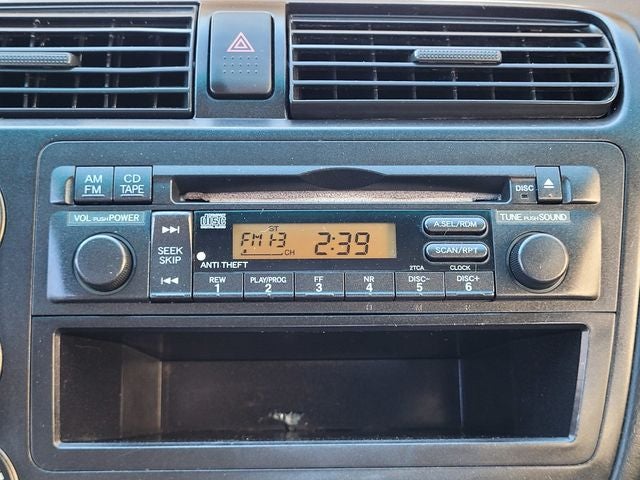 AM
FM
CD
TAPE
DISC
VOL PUSH POWER
SEEK
SKIP
disc
ST
FM1-3
CH
2:39
ANTI THEFT
A.SEL/RDM
SCAN/RPT
TUNE PUSH SOUND
2TCA
CLOCK
REW
1
PLAY/PROG
2
FF
3
NR
4
DISC-
5
DISC+
6